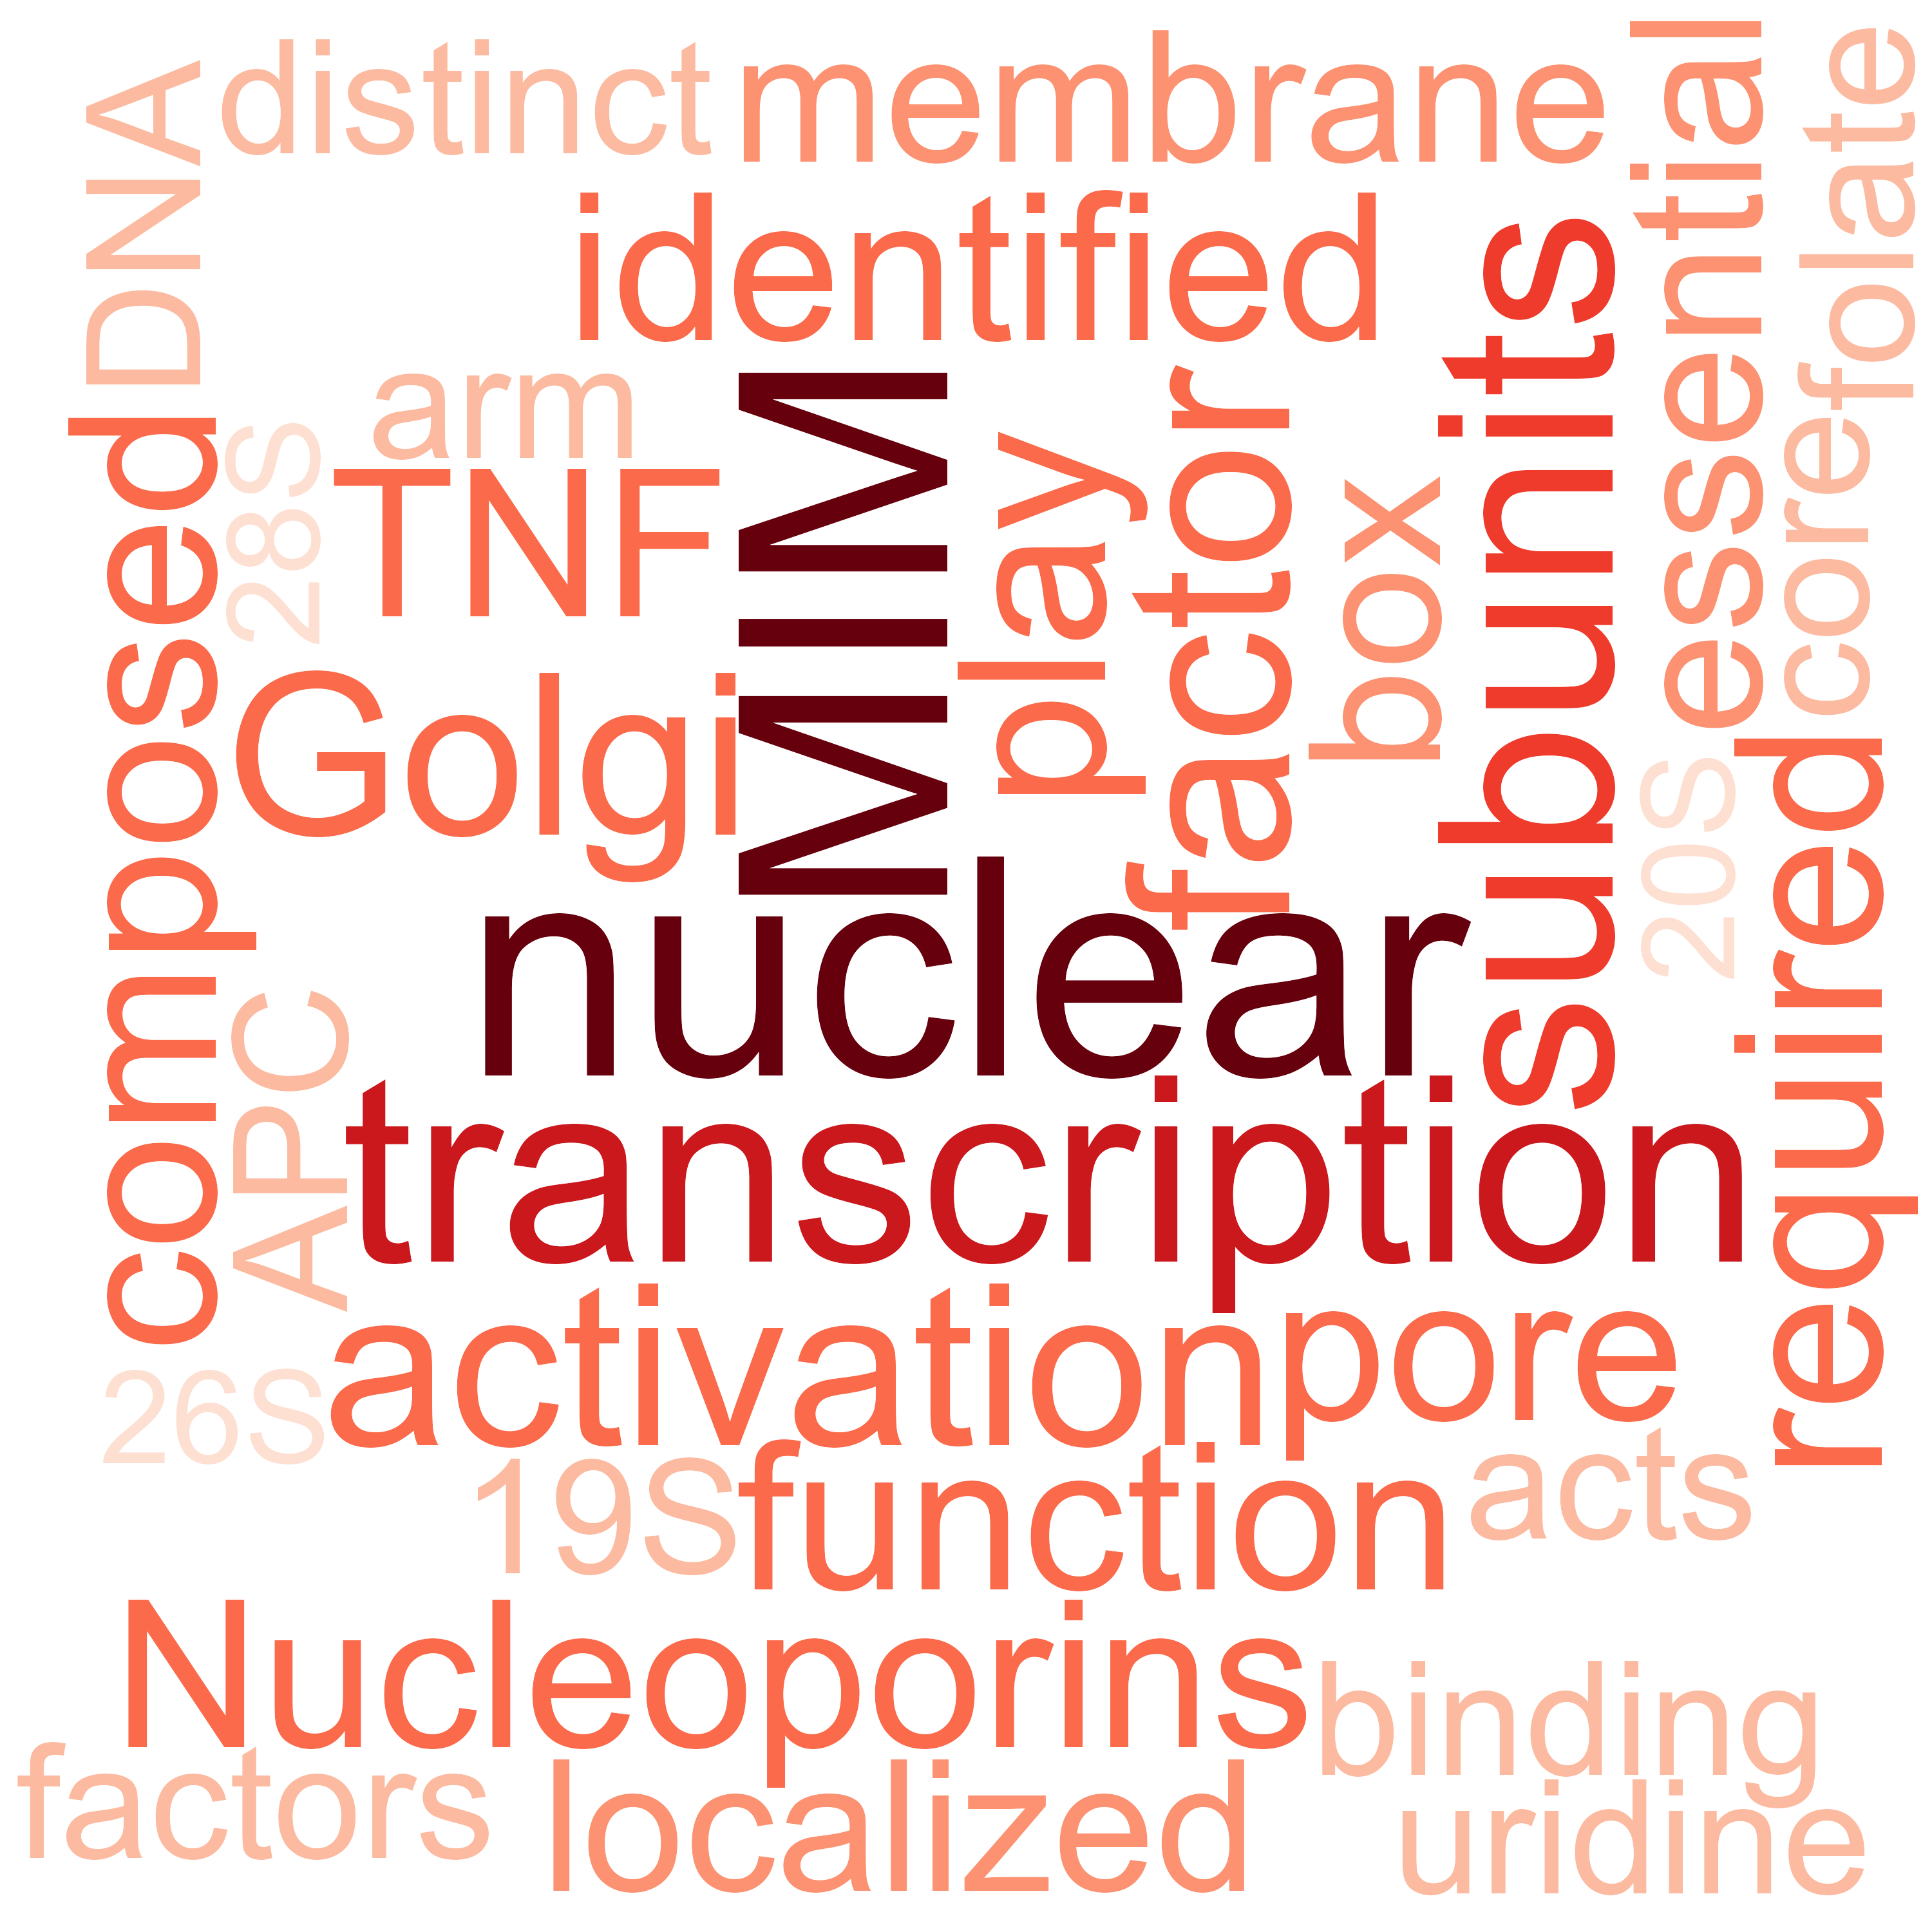 distinct
membrane
DNA
identified
essential
folate
arm
TNF
28S
composed
MIM
play
factor
box
subunits
core
Golgi
20S
required
nuclear
APC
transcription
activation
pore
26S
19S
function
acts
Nucleoporins
binding
factors
localized
uridine